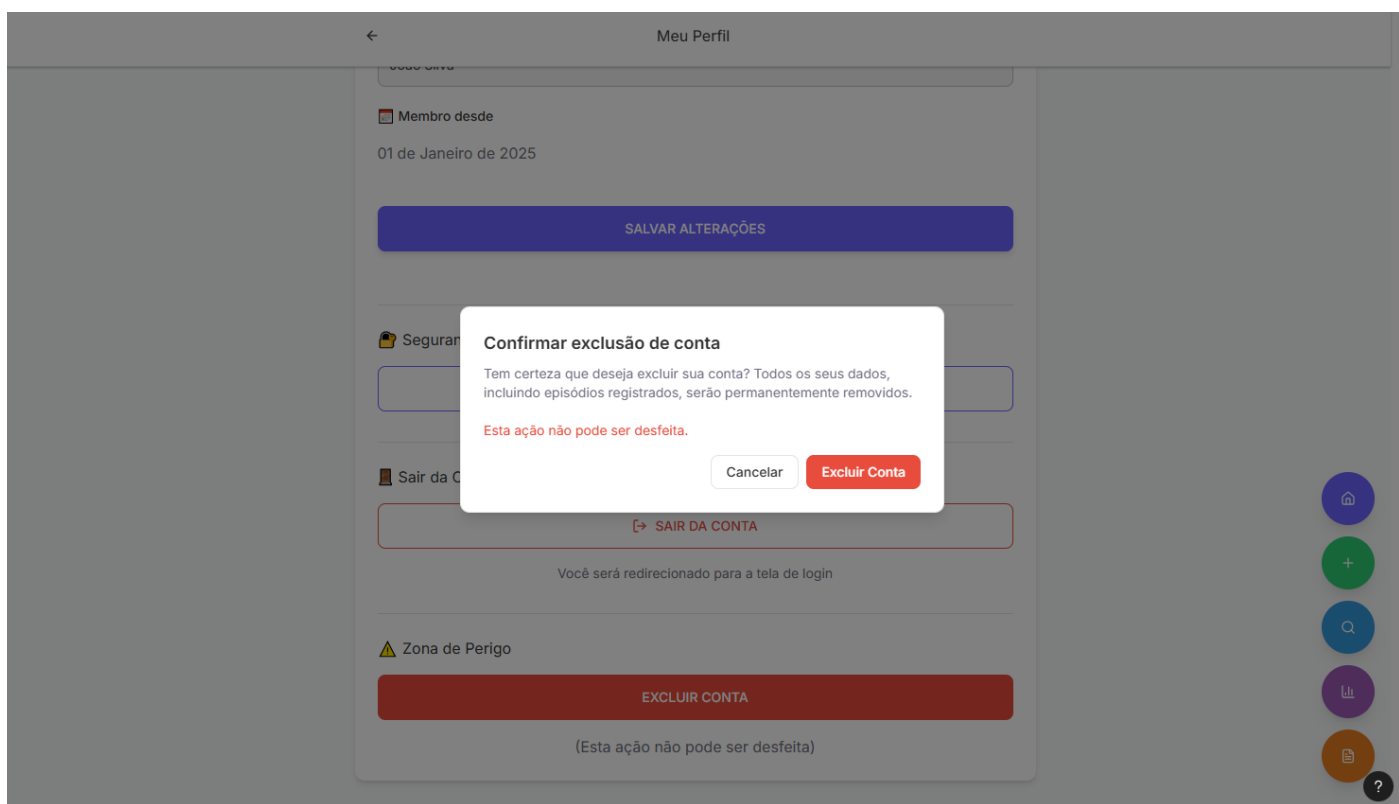 Meu Perfil
Membro desde
01 de Janeiro de 2025
SALVAR ALTERAÇÕES
Seguran
Confirmar exclusão de conta
Tem certeza que deseja excluir sua conta? Todos os seus dados,
incluindo episódios registrados, serão permanentemente removidos.
Esta ação não pode ser desfeita.
Cancelar Excluir Conta
Sair da C
SAIR DA CONTA
Você será redirecionado para a tela de login
Zona de Perigo
EXCLUIR CONTA
(Esta ação não pode ser desfeita)
?